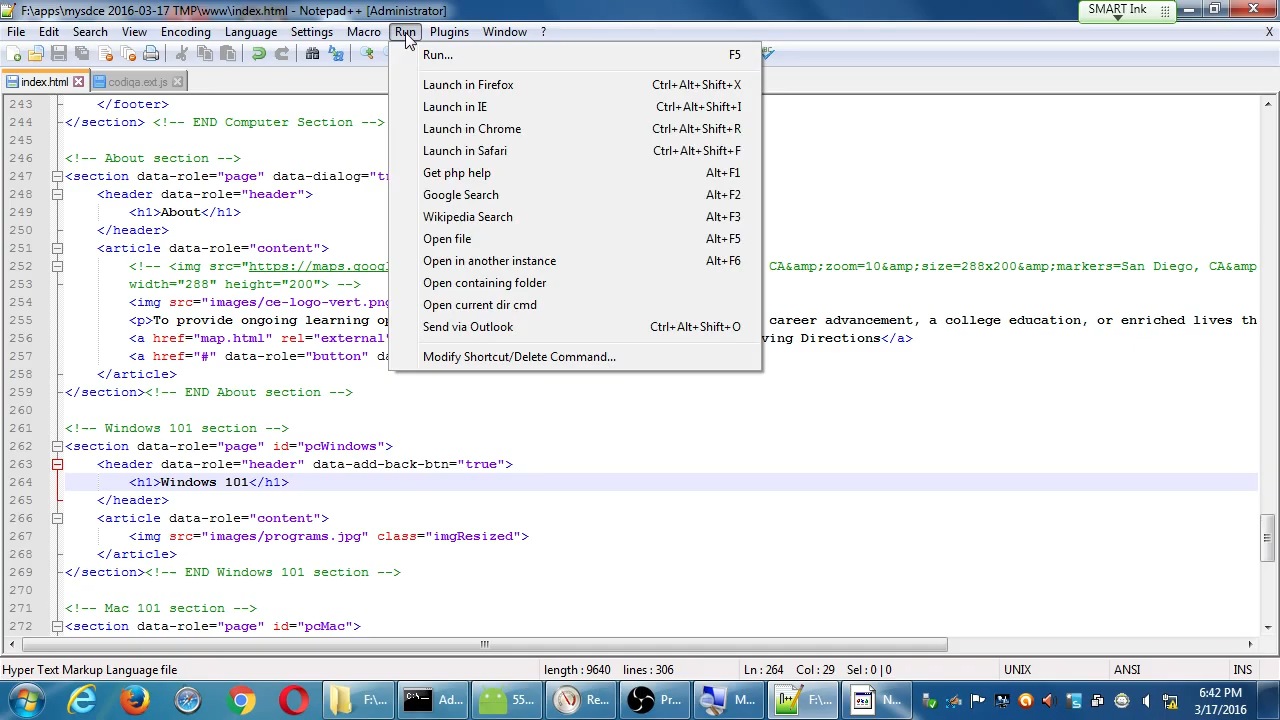 F:\apps\mysdce 2016-03-17 TMP\www\index.html - Notepad++ [Administrator]
SMART Ink
File Edit Search View Encoding Language Settings Macro Run Plugins Window ? X
index.html codiqa.ext.js
Run... F5
Launch in Firefox Ctrl+Alt+Shift+X
Launch in IE Ctrl+Alt+Shift+I
Launch in Chrome Ctrl+Alt+Shift+R
Launch in Safari Ctrl+Alt+Shift+F
Get php help Alt+F1
Google Search Alt+F2
Wikipedia Search Alt+F3
Open file Alt+F5
Open in another instance Alt+F6
Open containing folder
Open current dir cmd
Send via Outlook Ctrl+Alt+Shift+O
Modify Shortcut/Delete Command...
243 </footer>
244 </section> <!-- END Computer Section -->
245
246 <!-- About section -->
247 <section data-role="page" data-dialog="tr
248 <header data-role="header">
249 <h1>About</h1>
250 </header>
251 <article data-role="content">
252 <!-- <img src="https://maps.googl CA&amp;zoom=10&amp;size=288x200&amp;markers=San Diego, CA&amp
253 width="288" height="200"> -->
254 <img src="images/ce-logo-vert.png
255 <p>To provide ongoing learning op career advancement, a college education, or enriched lives th
256 <a href="map.html" rel="external" ving Directions</a>
257 <a href="#" data-role="button" da
258 </article>
259 </section><!-- END About section -->
260
261 <!-- Windows 101 section -->
262 <section data-role="page" id="pcWindows">
263 <header data-role="header" data-add-back-btn="true">
264 <h1>Windows 101</h1>
265 </header>
266 <article data-role="content">
267 <img src="images/programs.jpg" class="imgResized">
268 </article>
269 </section><!-- END Windows 101 section -->
270
271 <!-- Mac 101 section -->
272 <section data-role="page" id="pcMac">
Hyper Text Markup Language file length : 9640 lines : 306 Ln : 264 Col : 29 Sel : 0 | 0 UNIX ANSI INS
F:\... Ad... 55... Re... Pr... M... F:\... N... 6:42 PM
3/17/2016